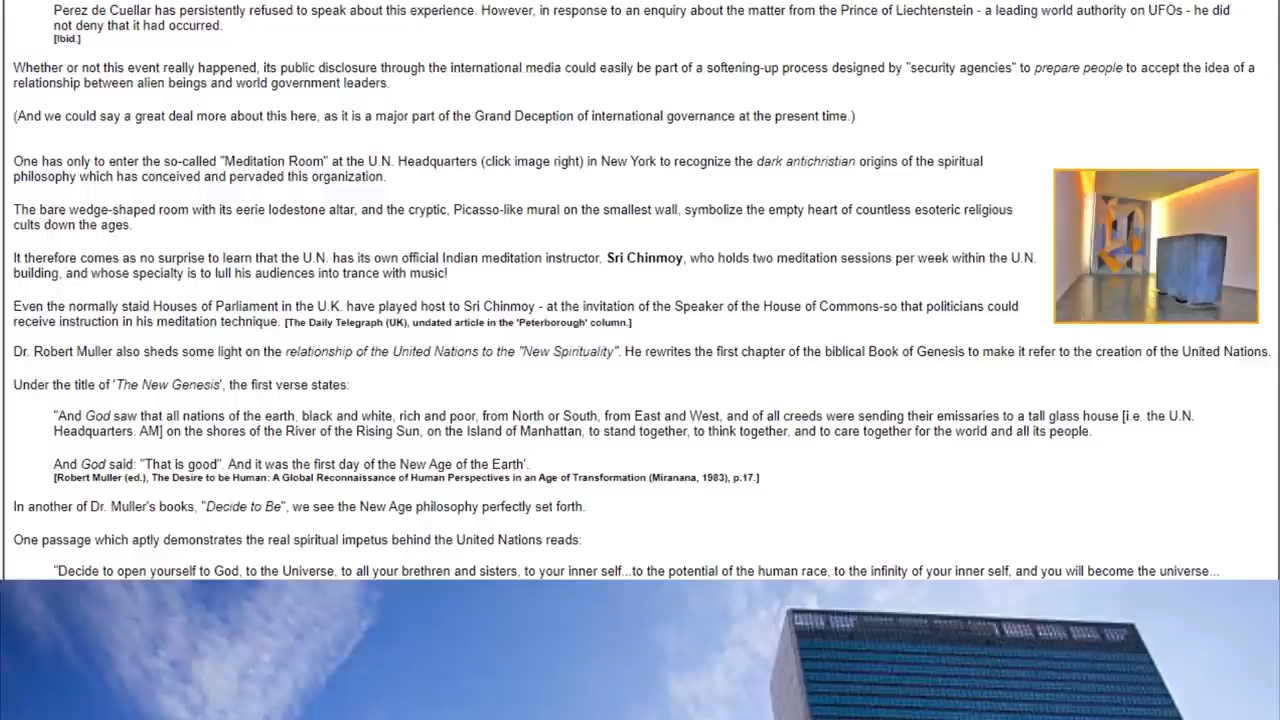 Perez de Cuellar has persistently refused to speak about this experience. However, in response to an enquiry about the matter from the Prince of Liechtenstein - a leading world authority on UFOs - he did
not deny that it had occurred.
[Ibid.]
Whether or not this event really happened, its public disclosure through the international media could easily be part of a softening-up process designed by "security agencies" to prepare people to accept the idea of a
relationship between alien beings and world government leaders.
(And we could say a great deal more about this here, as it is a major part of the Grand Deception of international governance at the present time.)
One has only to enter the so-called "Meditation Room" at the U.N. Headquarters (click image right) in New York to recognize the dark antichristian origins of the spiritual
philosophy which has conceived and pervaded this organization.
The bare wedge-shaped room with its eerie lodestone altar, and the cryptic, Picasso-like mural on the smallest wall, symbolize the empty heart of countless esoteric religious
cults down the ages.
It therefore comes as no surprise to learn that the U.N. has its own official Indian meditation instructor, Sri Chinmoy, who holds two meditation sessions per week within the U.N.
building, and whose specialty is to lull his audiences into trance with music!
Even the normally staid Houses of Parliament in the U.K. have played host to Sri Chinmoy - at the invitation of the Speaker of the House of Commons-so that politicians could
receive instruction in his meditation technique. [The Daily Telegraph (UK), undated article in the 'Peterborough' column.]
Dr. Robert Muller also sheds some light on the relationship of the United Nations to the "New Spirituality". He rewrites the first chapter of the biblical Book of Genesis to make it refer to the creation of the United Nations.
Under the title of 'The New Genesis', the first verse states:
"And God saw that all nations of the earth, black and white, rich and poor, from North or South, from East and West, and of all creeds were sending their emissaries to a tall glass house [i.e. the U.N.
Headquarters. AM] on the shores of the River of the Rising Sun, on the Island of Manhattan, to stand together, to think together, and to care together for the world and all its people.
And God said: "That is good". And it was the first day of the New Age of the Earth'.
[Robert Muller (ed.), The Desire to be Human: A Global Reconnaissance of Human Perspectives in an Age of Transformation (Miranana, 1983), p.17.]
In another of Dr. Muller's books, "Decide to Be", we see the New Age philosophy perfectly set forth.
One passage which aptly demonstrates the real spiritual impetus behind the United Nations reads:
"Decide to open yourself to God, to the Universe, to all your brethren and sisters, to your inner self...to the potential of the human race, to the infinity of your inner self, and you will become the universe...